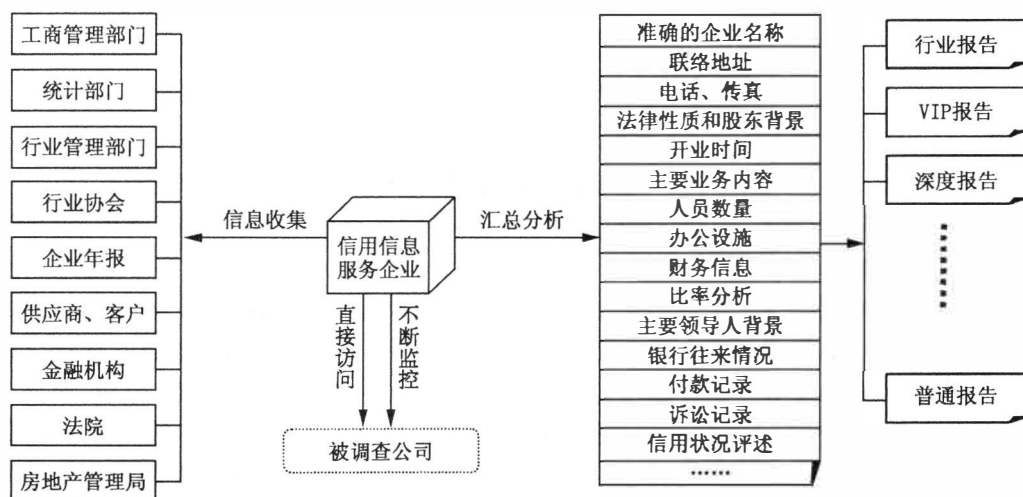 工商管理部门
统计部门
行业管理部门
行业协会
企业年报
供应商、客户
金融机构
法院
房地产管理局
信息收集
信用信息
服务企业
汇总分析
直接访问
不断监控
被调查公司
准确的企业名称
联络地址
电话、传真
法律性质和股东背景
开业时间
主要业务内容
人员数量
办公设施
财务信息
比率分析
主要领导人背景
银行往来情况
付款记录
诉讼记录
信用状况评述
······
行业报告
VIP报告
深度报告
普通报告